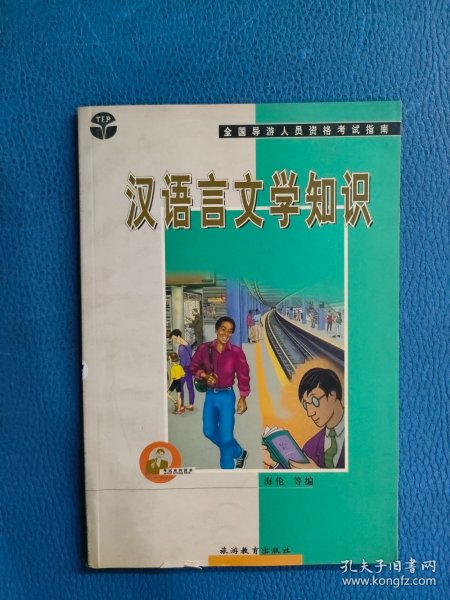 TEP
全国导游人员资格考试指南
汉语言文学知识
海伦 等编
旅游教育出版社
孔夫子旧书网
www.kongfz.com